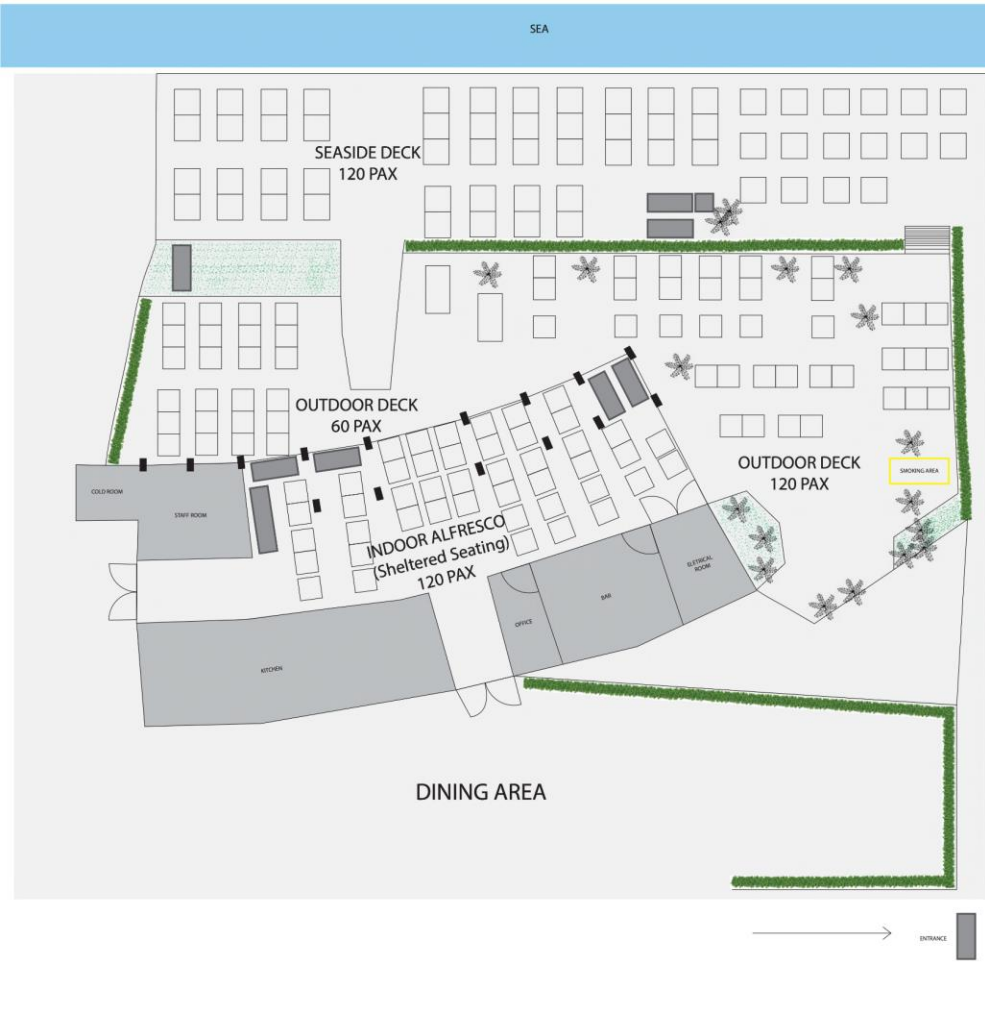 SEA
SEASIDE DECK
120 PAX
OUTDOOR DECK
60 PAX
OUTDOOR DECK
120 PAX
SMOKING AREA
COLD ROOM
STAFF ROOM
INDOOR ALFRESCO
(Sheltered Seating)
120 PAX
ELETRICAL
ROOM
BAR
OFFICE
KITCHEN
DINING AREA
ENTRANCE